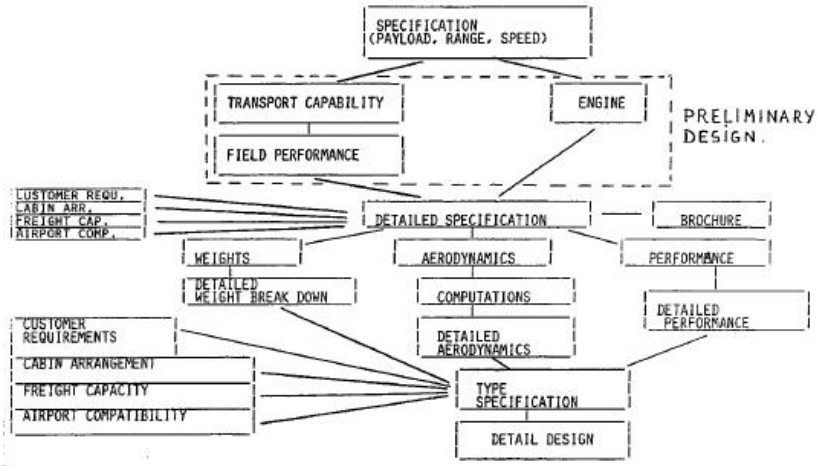 SPECIFICATION
(PAYLOAD, RANGE, SPEED)
TRANSPORT CAPABILITY
ENGINE
PRELIMINARY
DESIGN.
FIELD PERFORMANCE
CUSTOMER REQU.
CABIN ARR.
FREIGHT CAP.
AIRPORT COMP.
DETAILED SPECIFICATION
BROCHURE
WEIGHTS
AERODYNAMICS
PERFORMANCE
DETAILED
WEIGHT BREAK DOWN
COMPUTATIONS
DETAILED
PERFORMANCE
CUSTOMER
REQUIREMENTS
DETAILED
AERODYNAMICS
CABIN ARRANGEMENT
FREIGHT CAPACITY
AIRPORT COMPATIBILITY
TYPE
SPECIFICATION
DETAIL DESIGN